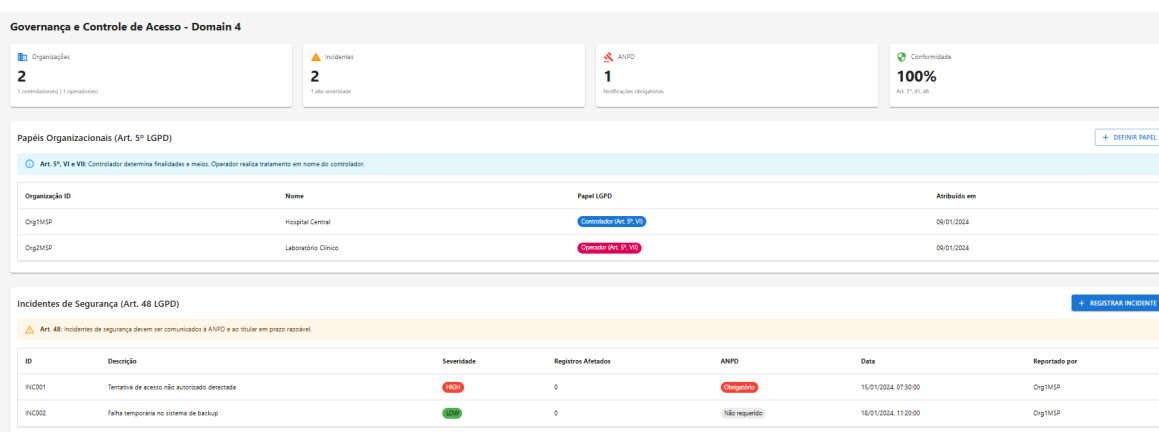 Governança e Controle de Acesso - Domain 4
Organizações
2
1 controlador(es) | 1 operador(es)
Incidentes
2
1 alta severidade
ANPD
1
Notificações obrigatórias
Conformidade
100%
Art. 5º, 41, 48
Papéis Organizacionais (Art. 5º LGPD)
+ DEFINIR PAPEL
Art. 5º, VI e VII: Controlador determina finalidades e meios. Operador realiza tratamento em nome do controlador.
Organização ID Nome Papel LGPD Atribuído em
Org1MSP Hospital Central Controlador (Art. 5º, VI) 09/01/2024
Org2MSP Laboratório Clínico Operador (Art. 5º, VII) 09/01/2024
Incidentes de Segurança (Art. 48 LGPD)
+ REGISTRAR INCIDENTE
Art. 48: Incidentes de segurança devem ser comunicados à ANPD e ao titular em prazo razoável.
ID Descrição Severidade Registros Afetados ANPD Data Reportado por
INC001 Tentativa de acesso não autorizado detectada HIGH 0 Obrigatório 15/01/2024, 07:30:00 Org1MSP
INC002 Falha temporária no sistema de backup LOW 0 Não requerido 18/01/2024, 11:20:00 Org1MSP